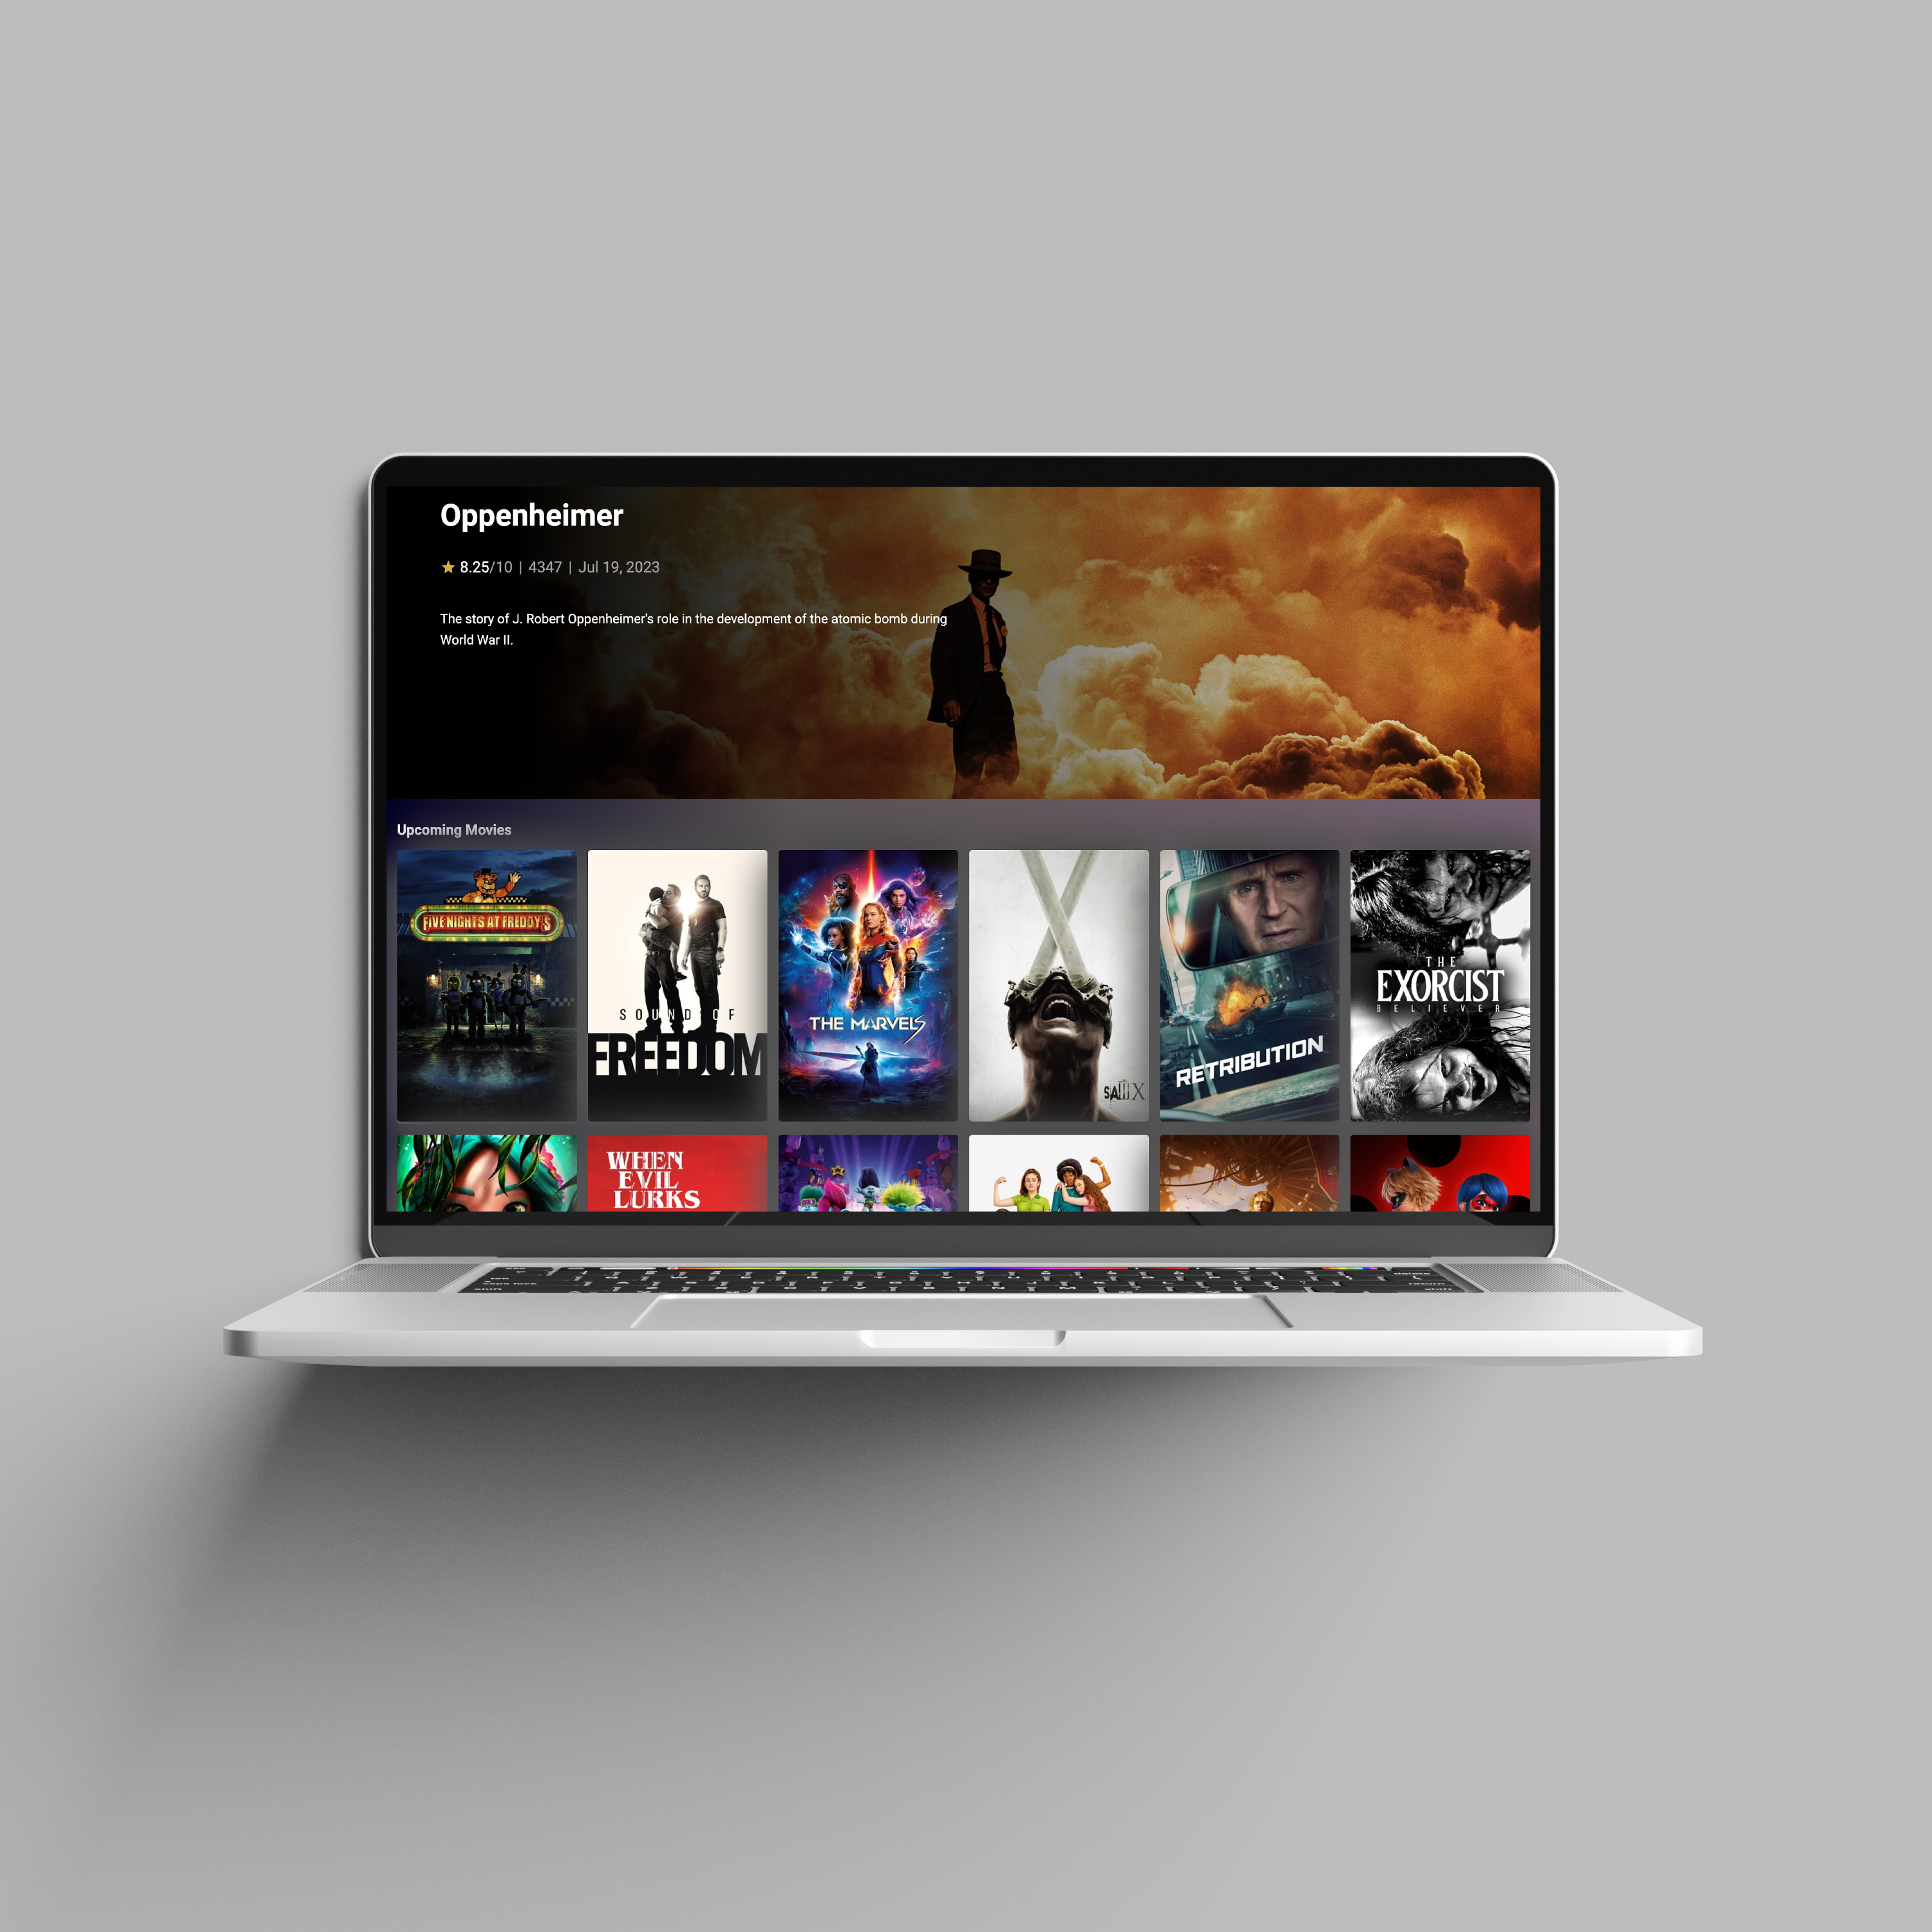 Oppenheimer
8.25/10 | 4347 | Jul 19, 2023
The story of J. Robert Oppenheimer's role in the development of the atomic bomb during
World War II.
Upcoming Movies
FIVE NIGHTS AT FREDDY'S
SOUND OF
FREEDOM
THE MARVELS
SAW X
RETRIBUTION
THE
EXORCIST
BELIEVER
WHEN
EVIL
LURKS